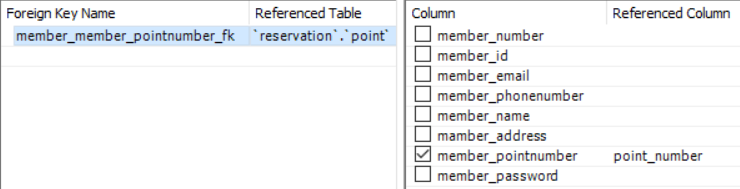 Foreign Key Name Referenced Table
member_member_pointnumber_fk `reservation`.`point`
Column Referenced Column
member_number
member_id
member_email
member_phonenumber
member_name
mamber_address
member_pointnumber point_number
member_password